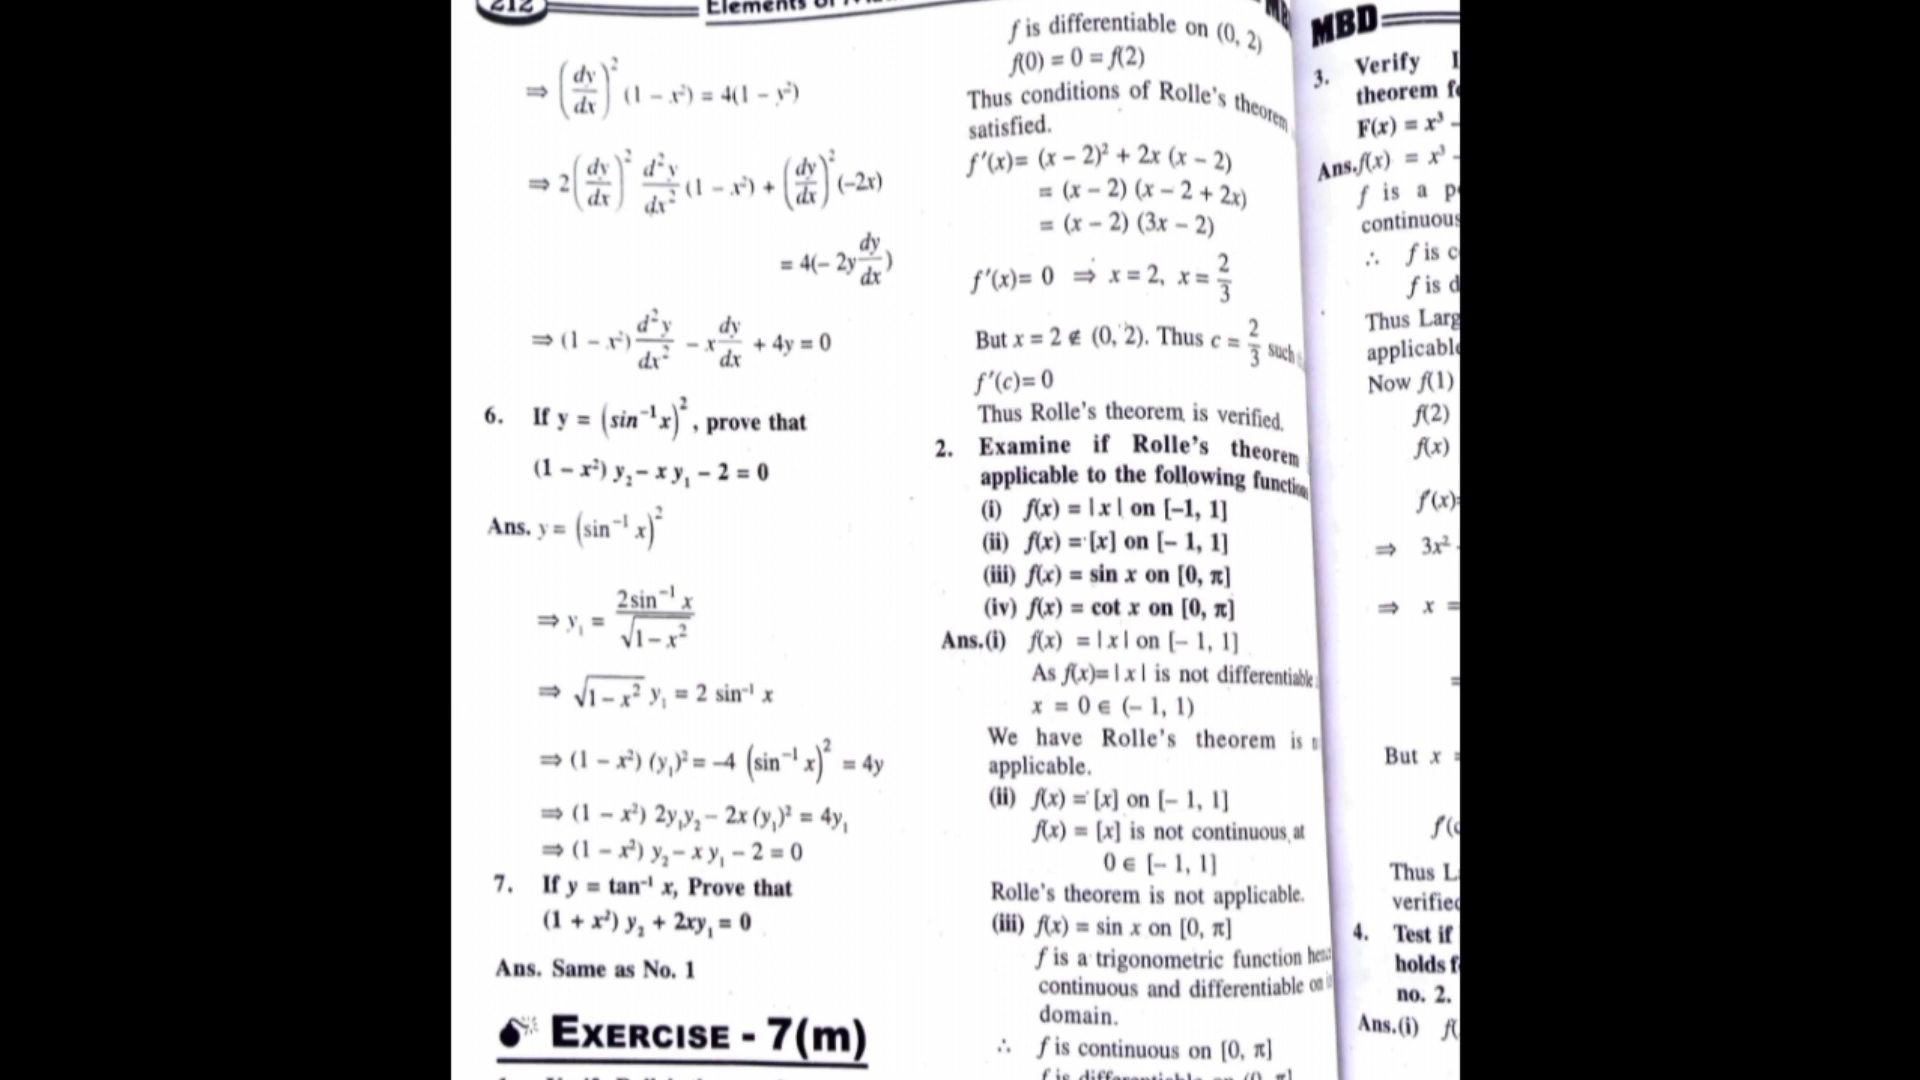 212
Elements of
⇒ (dy/dx)² (1 – x²) = 4(1 – y²)
⇒ 2(dy/dx)² d²y/dx² (1 – x²) + (dy/dx)² (–2x)
= 4(– 2y dy/dx)
⇒ (1 – x²) d²y/dx² – x dy/dx + 4y = 0
6. If y = (sin⁻¹x)², prove that
(1 – x²) y₂ – x y₁ – 2 = 0
Ans. y = (sin⁻¹ x)²
⇒ y₁ = 2 sin⁻¹ x / √(1 – x²)
⇒ √(1 – x²) y₁ = 2 sin⁻¹ x
⇒ (1 – x²) (y₁)² = –4 (sin⁻¹ x)² = 4y
⇒ (1 – x²) 2y₁y₂ – 2x (y₁)² = 4y₁
⇒ (1 – x²) y₂ – x y₁ – 2 = 0
7. If y = tan⁻¹ x, Prove that
(1 + x²) y₂ + 2xy₁ = 0
Ans. Same as No. 1
EXERCISE - 7(m)
f is differentiable on (0, 2)
f(0) = 0 = f(2)
Thus conditions of Rolle's theorem
satisfied.
f'(x)= (x – 2)² + 2x (x – 2)
= (x – 2) (x – 2 + 2x)
= (x – 2) (3x – 2)
f'(x)= 0 ⇒ x = 2, x = 2/3
But x = 2 ∉ (0, 2). Thus c = 2/3 such
f'(c)= 0
Thus Rolle's theorem is verified.
2. Examine if Rolle's theorem
applicable to the following function
(i) f(x) = | x | on [–1, 1]
(ii) f(x) = [x] on [– 1, 1]
(iii) f(x) = sin x on [0, π]
(iv) f(x) = cot x on [0, π]
Ans.(i) f(x) = | x | on [– 1, 1]
As f(x)= | x | is not differentiable
x = 0 ∈ (– 1, 1)
We have Rolle's theorem is
applicable.
(ii) f(x) = [x] on [– 1, 1]
f(x) = [x] is not continuous at
0 ∈ [– 1, 1]
Rolle's theorem is not applicable.
(iii) f(x) = sin x on [0, π]
f is a trigonometric function
continuous and differentiable on
domain.
∴ f is continuous on [0, π]
MBD
3. Verify
theorem
F(x) = x³ –
Ans. f(x) = x³ –
f is a
continuous
∴ f is
f is
Thus
applicable
Now f(1)
f(2)
f(x)
f'(x)=
⇒ 3x²
⇒ x =
=
But x =
Thus
4. Test if
holds
no. 2.
Ans.(i)